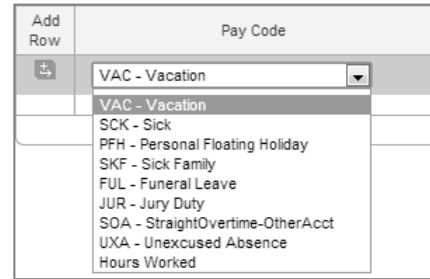 Add
Row
Pay Code
VAC - Vacation
VAC - Vacation
SCK - Sick
PFH - Personal Floating Holiday
SKF - Sick Family
FUL - Funeral Leave
JUR - Jury Duty
SOA - StraightOvertime-OtherAcct
UXA - Unexcused Absence
Hours Worked